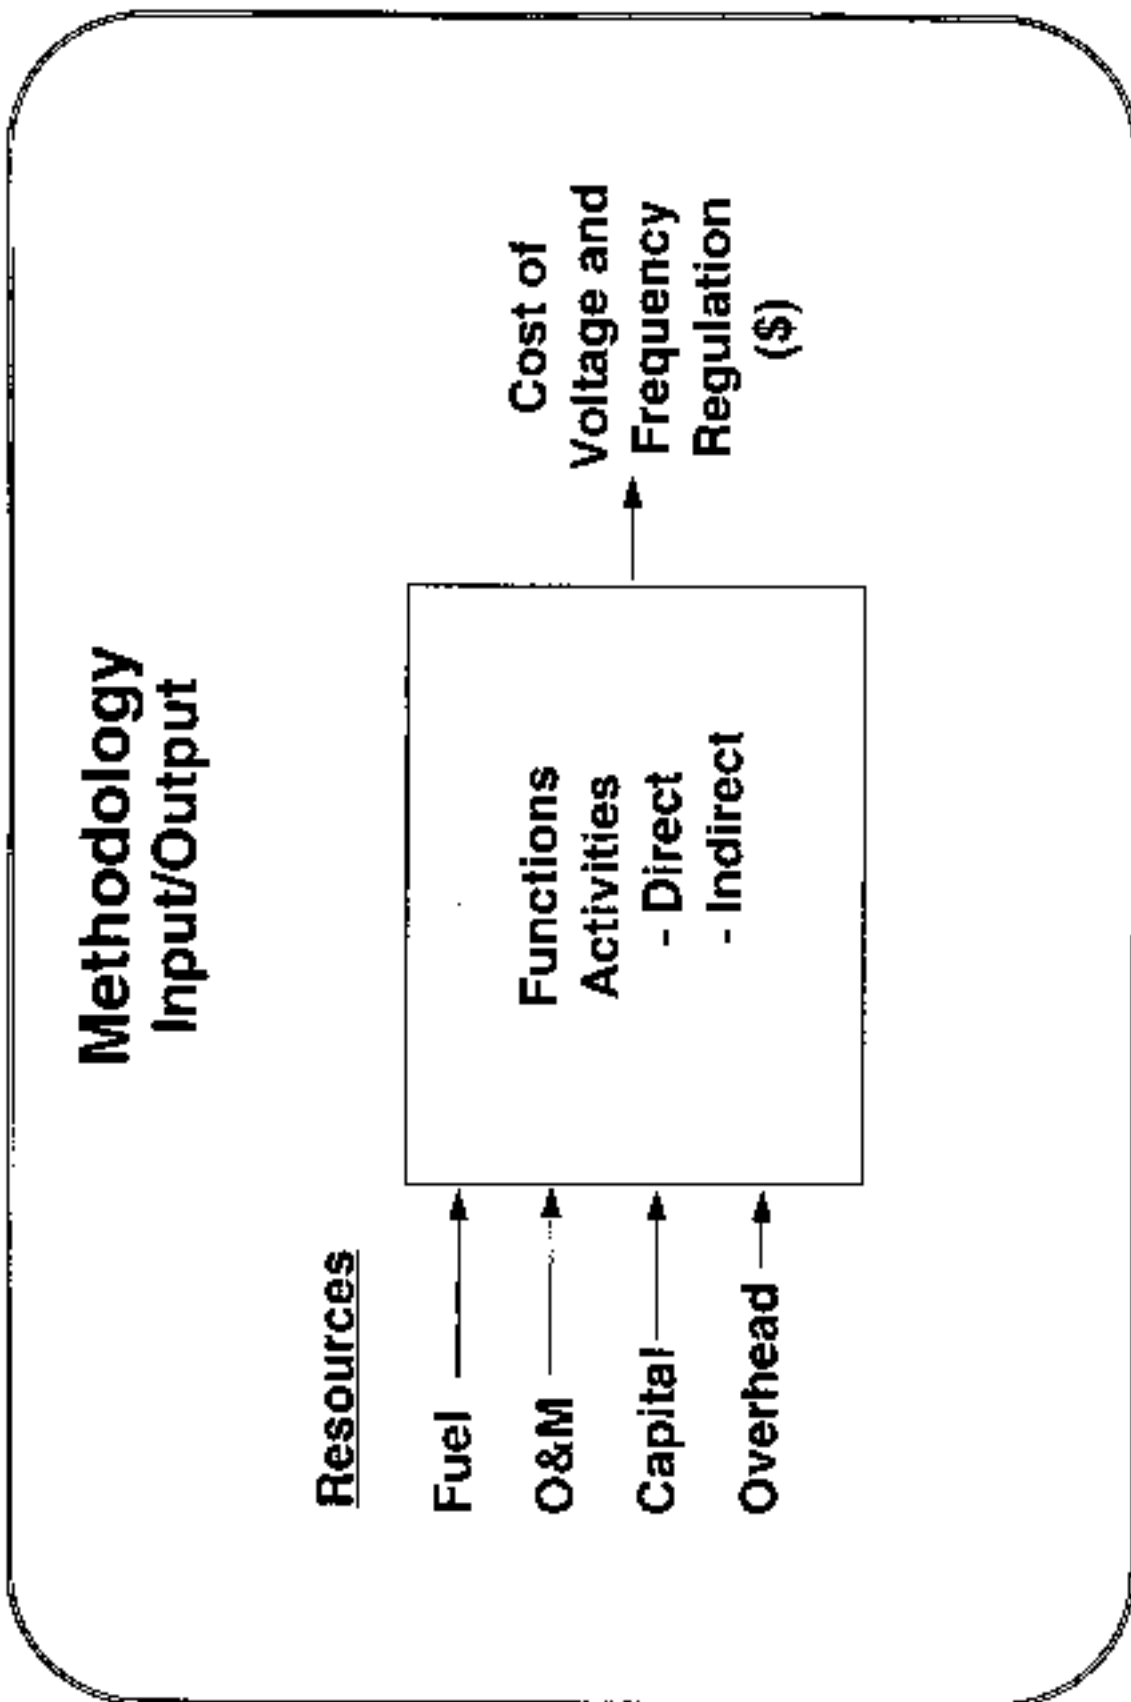 Methodology
Input/Output
Resources
Fuel
O&M
Capital
Overhead
Functions
Activities
- Direct
- Indirect
Cost of
Voltage and
Frequency
Regulation
($)